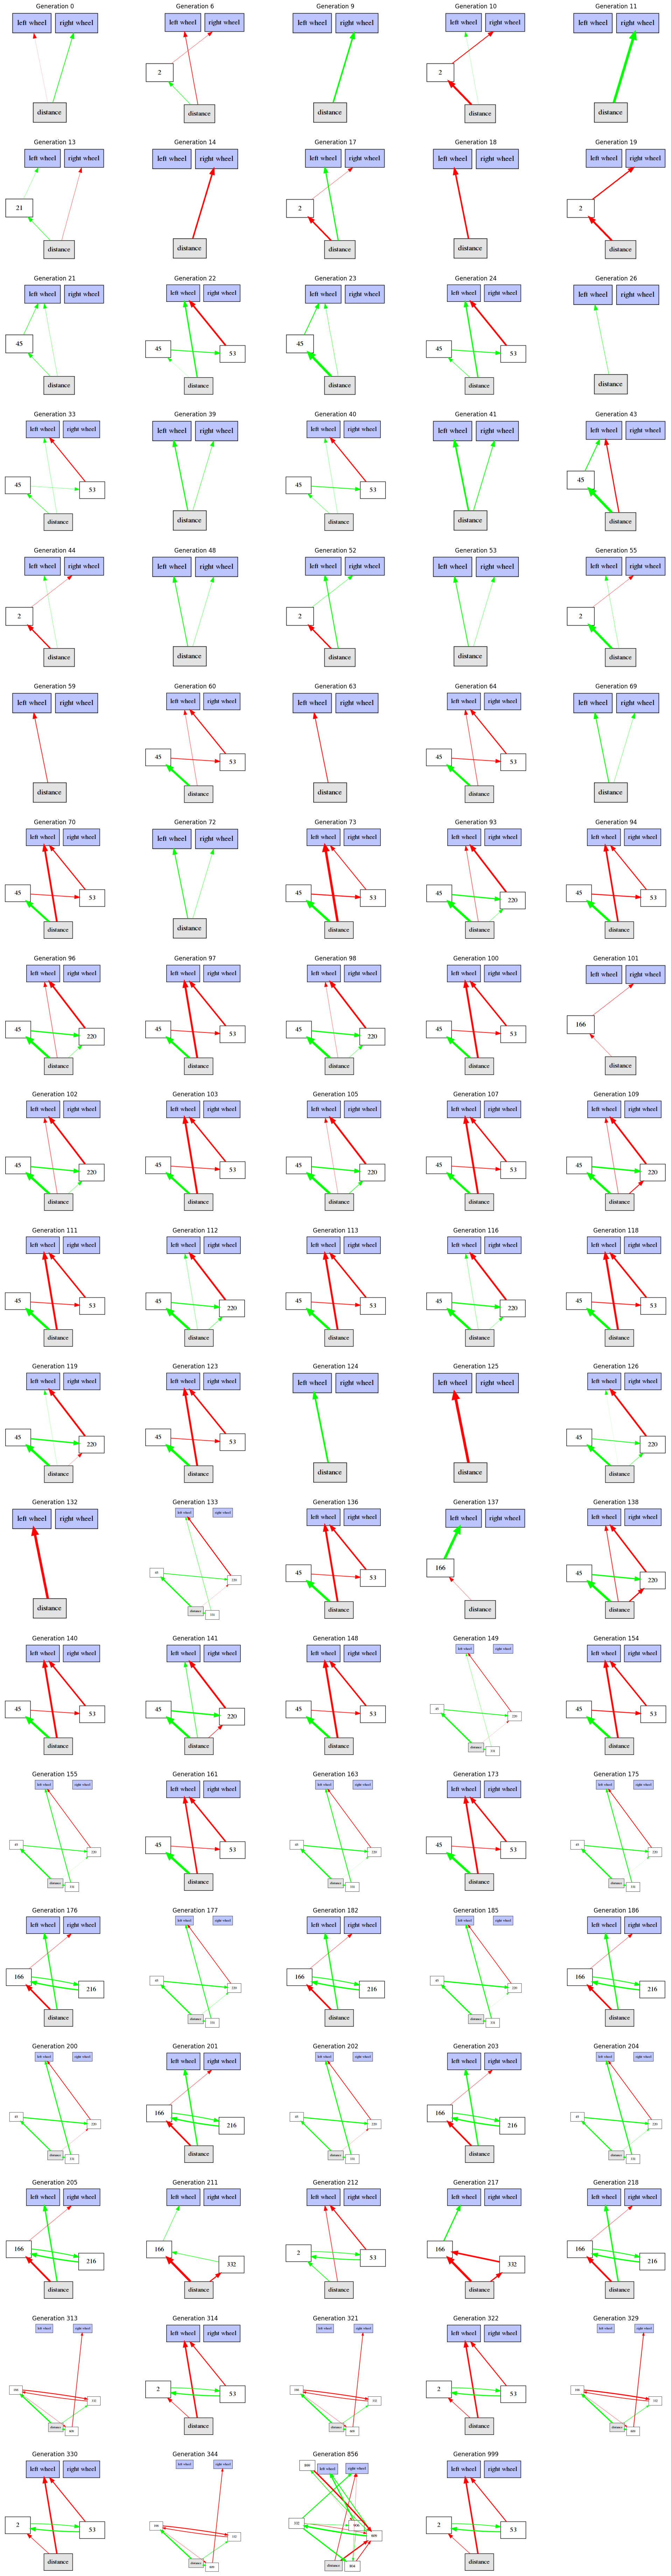 Generation 0 Generation 6 Generation 9 Generation 10 Generation 11
left wheel right wheel left wheel right wheel left wheel right wheel left wheel right wheel left wheel right wheel
2 2
distance distance distance distance distance
Generation 13 Generation 14 Generation 17 Generation 18 Generation 19
left wheel right wheel left wheel right wheel left wheel right wheel left wheel right wheel left wheel right wheel
21 2 2
distance distance distance distance distance
Generation 21 Generation 22 Generation 23 Generation 24 Generation 26
left wheel right wheel left wheel right wheel left wheel right wheel left wheel right wheel left wheel right wheel
45 45 53 45 45 53
distance distance distance distance distance
Generation 33 Generation 39 Generation 40 Generation 41 Generation 43
left wheel right wheel left wheel right wheel left wheel right wheel left wheel right wheel left wheel right wheel
45 53 45 53 45
distance distance distance distance distance
Generation 44 Generation 48 Generation 52 Generation 53 Generation 55
left wheel right wheel left wheel right wheel left wheel right wheel left wheel right wheel left wheel right wheel
2 2 2
distance distance distance distance distance
Generation 59 Generation 60 Generation 63 Generation 64 Generation 69
left wheel right wheel left wheel right wheel left wheel right wheel left wheel right wheel left wheel right wheel
45 53 45 53
distance distance distance distance distance
Generation 70 Generation 72 Generation 73 Generation 93 Generation 94
left wheel right wheel left wheel right wheel left wheel right wheel left wheel right wheel left wheel right wheel
45 53 45 53 45 220 45 53
distance distance distance distance distance
Generation 96 Generation 97 Generation 98 Generation 100 Generation 101
left wheel right wheel left wheel right wheel left wheel right wheel left wheel right wheel left wheel right wheel
45 220 45 53 45 220 45 53 166
distance distance distance distance distance
Generation 102 Generation 103 Generation 105 Generation 107 Generation 109
left wheel right wheel left wheel right wheel left wheel right wheel left wheel right wheel left wheel right wheel
45 220 45 53 45 220 45 53 45 220
distance distance distance distance distance
Generation 111 Generation 112 Generation 113 Generation 116 Generation 118
left wheel right wheel left wheel right wheel left wheel right wheel left wheel right wheel left wheel right wheel
45 53 45 220 45 53 45 220 45 53
distance distance distance distance distance
Generation 119 Generation 123 Generation 124 Generation 125 Generation 126
left wheel right wheel left wheel right wheel left wheel right wheel left wheel right wheel left wheel right wheel
45 220 45 53 45 220
distance distance distance distance distance
Generation 132 Generation 133 Generation 136 Generation 137 Generation 138
left wheel right wheel left wheel right wheel left wheel right wheel left wheel right wheel left wheel right wheel
45 220 45 53 166 45 220
distance distance distance distance distance
Generation 140 Generation 141 Generation 148 Generation 149 Generation 154
left wheel right wheel left wheel right wheel left wheel right wheel left wheel right wheel left wheel right wheel
45 53 45 220 45 53 45 220 45 53
distance distance distance distance distance
Generation 155 Generation 161 Generation 163 Generation 173 Generation 175
left wheel right wheel left wheel right wheel left wheel right wheel left wheel right wheel left wheel right wheel
45 220 45 53 45 220 45 53 45 220
distance distance distance distance distance
Generation 176 Generation 177 Generation 182 Generation 185 Generation 186
left wheel right wheel left wheel right wheel left wheel right wheel left wheel right wheel left wheel right wheel
166 216 45 220 166 216 45 220 166 216
distance distance distance distance distance
Generation 200 Generation 201 Generation 202 Generation 203 Generation 204
left wheel right wheel left wheel right wheel left wheel right wheel left wheel right wheel left wheel right wheel
45 220 166 216 45 220 166 216 45 220
distance distance distance distance distance
Generation 205 Generation 211 Generation 212 Generation 217 Generation 218
left wheel right wheel left wheel right wheel left wheel right wheel left wheel right wheel left wheel right wheel
166 216 166 332 2 53 166 332 166 216
distance distance distance distance distance
Generation 313 Generation 314 Generation 321 Generation 322 Generation 329
left wheel right wheel left wheel right wheel left wheel right wheel left wheel right wheel left wheel right wheel
2 53 2 53
distance distance distance distance distance
Generation 330 Generation 344 Generation 856 Generation 999
left wheel right wheel left wheel right wheel left wheel right wheel left wheel right wheel
2 53 2 53
distance distance distance distance